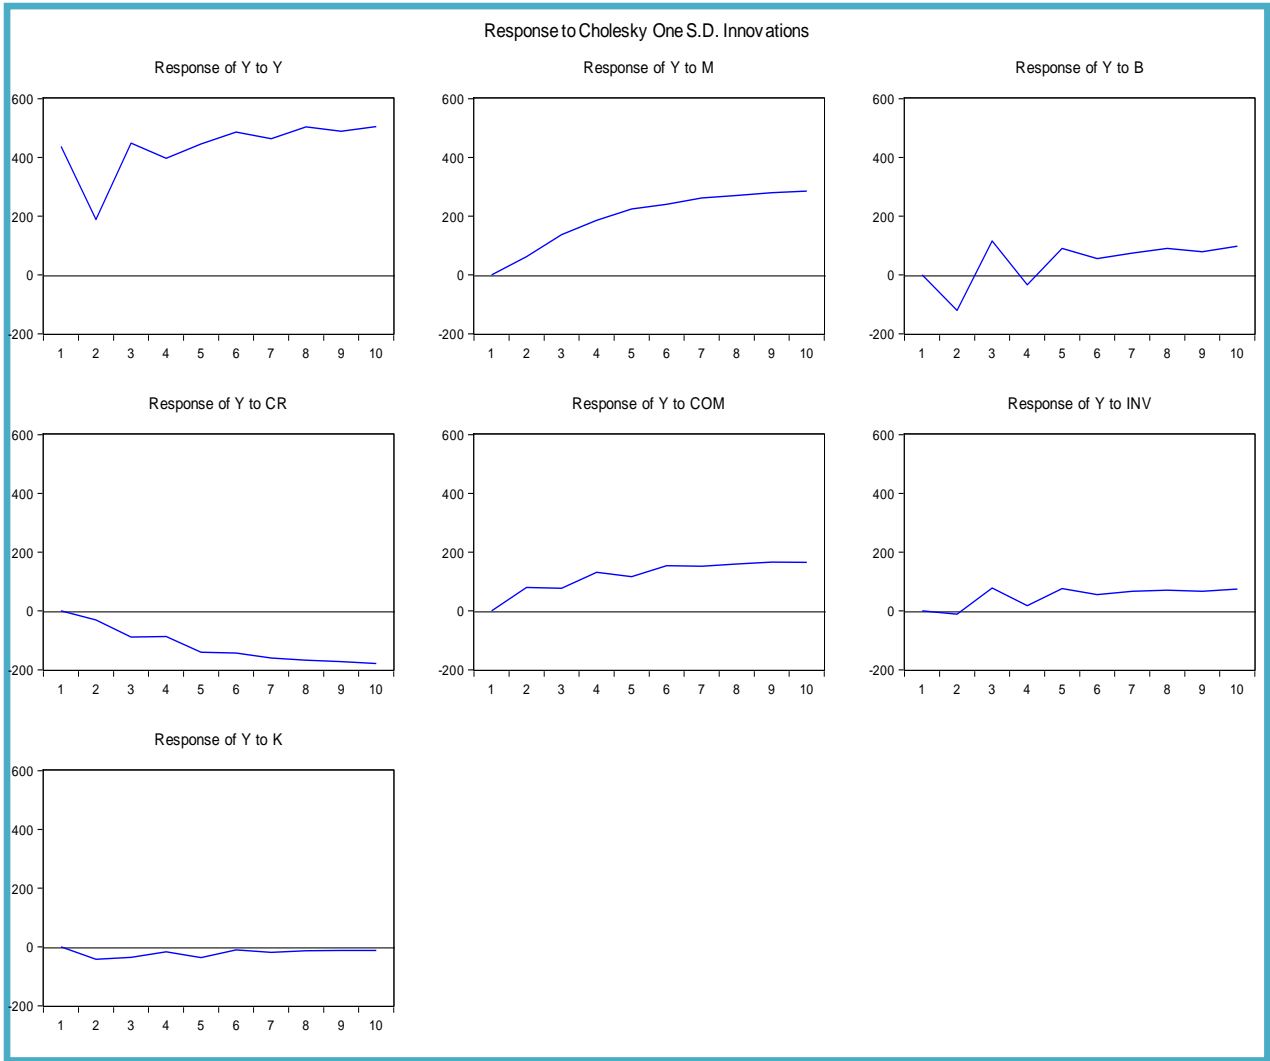 Response to Cholesky One S.D. Innovations
Response of Y to Y
600
400
200
0
-200
1 2 3 4 5 6 7 8 9 10
Response of Y to M
600
400
200
0
-200
1 2 3 4 5 6 7 8 9 10
Response of Y to B
600
400
200
0
-200
1 2 3 4 5 6 7 8 9 10
Response of Y to CR
600
400
200
0
-200
1 2 3 4 5 6 7 8 9 10
Response of Y to COM
600
400
200
0
-200
1 2 3 4 5 6 7 8 9 10
Response of Y to INV
600
400
200
0
-200
1 2 3 4 5 6 7 8 9 10
Response of Y to K
600
400
200
0
-200
1 2 3 4 5 6 7 8 9 10